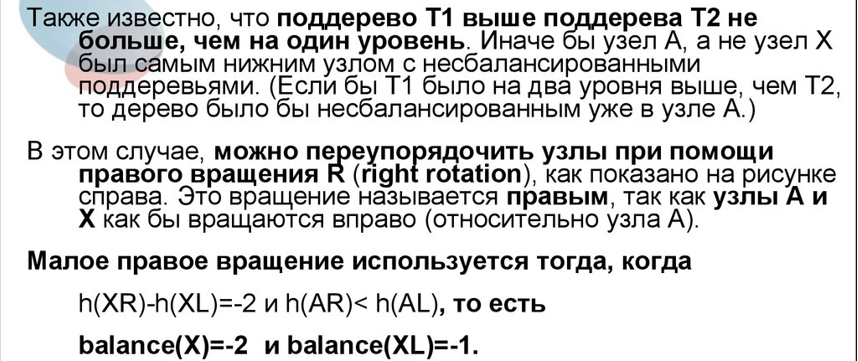 Также известно, что поддерево Т1 выше поддерева Т2 не
больше, чем на один уровень. Иначе бы узел А, а не узел Х
был самым нижним узлом с несбалансированными
поддеревьями. (Если бы Т1 было на два уровня выше, чем Т2,
то дерево было бы несбалансированным уже в узле А.)
В этом случае, можно переупорядочить узлы при помощи
правого вращения R (right rotation), как показано на рисунке
справа. Это вращение называется правым, так как узлы А и
Х как бы вращаются вправо (относительно узла А).
Малое правое вращение используется тогда, когда
h(XR)-h(XL)=-2 и h(AR)< h(AL), то есть
balance(X)=-2 и balance(XL)=-1.